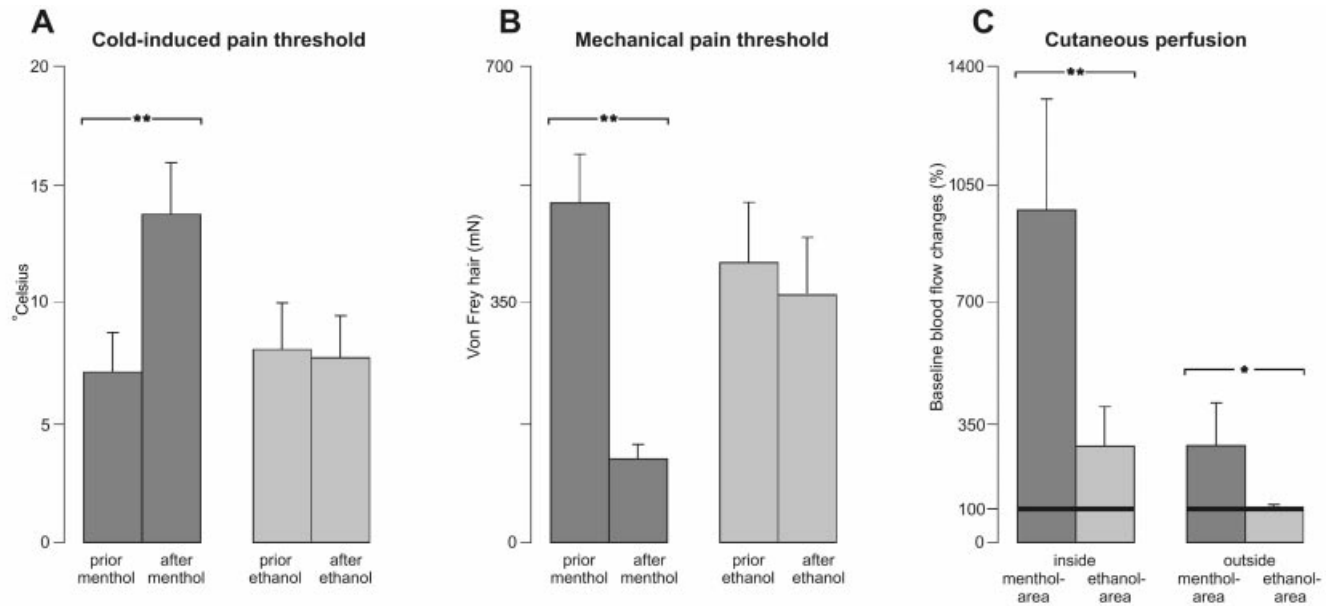 A
Cold-induced pain threshold
20
15
10
5
0
°Celsius
**
prior menthol
after menthol
prior ethanol
after ethanol
B
Mechanical pain threshold
700
350
0
Von Frey hair (mN)
**
prior menthol
after menthol
prior ethanol
after ethanol
C
Cutaneous perfusion
1400
1050
700
350
100
0
Baseline blood flow changes (%)
**
*
inside
menthol-area
ethanol-area
outside
menthol-area
ethanol-area